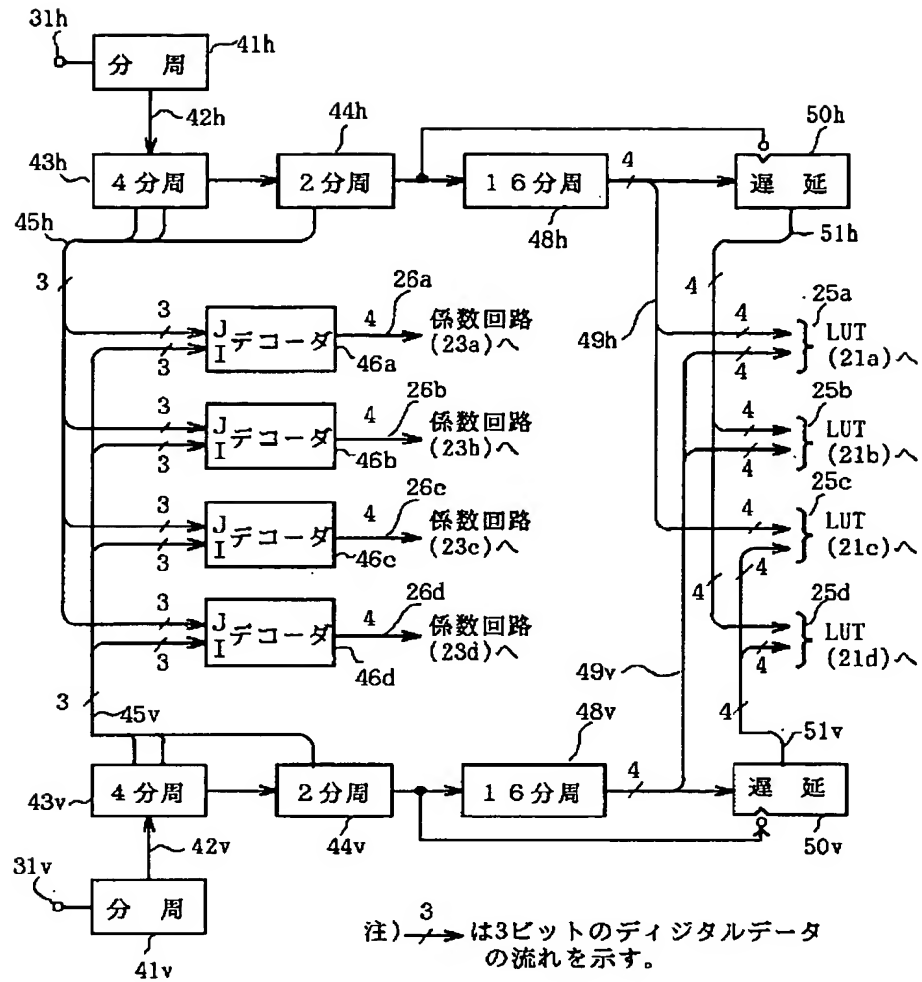 31h
41h
分 周
42h
44h
50h
43h
4分周
2分周
16分周
4
遅 延
45h
48h
51h
3
4
26a
25a
3
J
I デコーダ
4
係数回路
(23a)へ
49h
4
LUT
(21a)へ
3
46a
4
26b
25b
3
J
I デコーダ
4
係数回路
(23h)へ
4
LUT
(21b)へ
3
46b
4
26c
25c
3
J
I デコーダ
4
係数回路
(23c)へ
4
LUT
(21c)へ
3
46c
4
4
4
26d
25d
3
J
I デコーダ
4
係数回路
(23d)へ
LUT
(21d)へ
3
46d
49v
4
3
45v
48v
4
51v
43v
4分周
2分周
16分周
4
遅 延
42v
44v
50v
31v
分 周
41v
注) 3 は3ビットのディジタルデータ
の流れを示す。